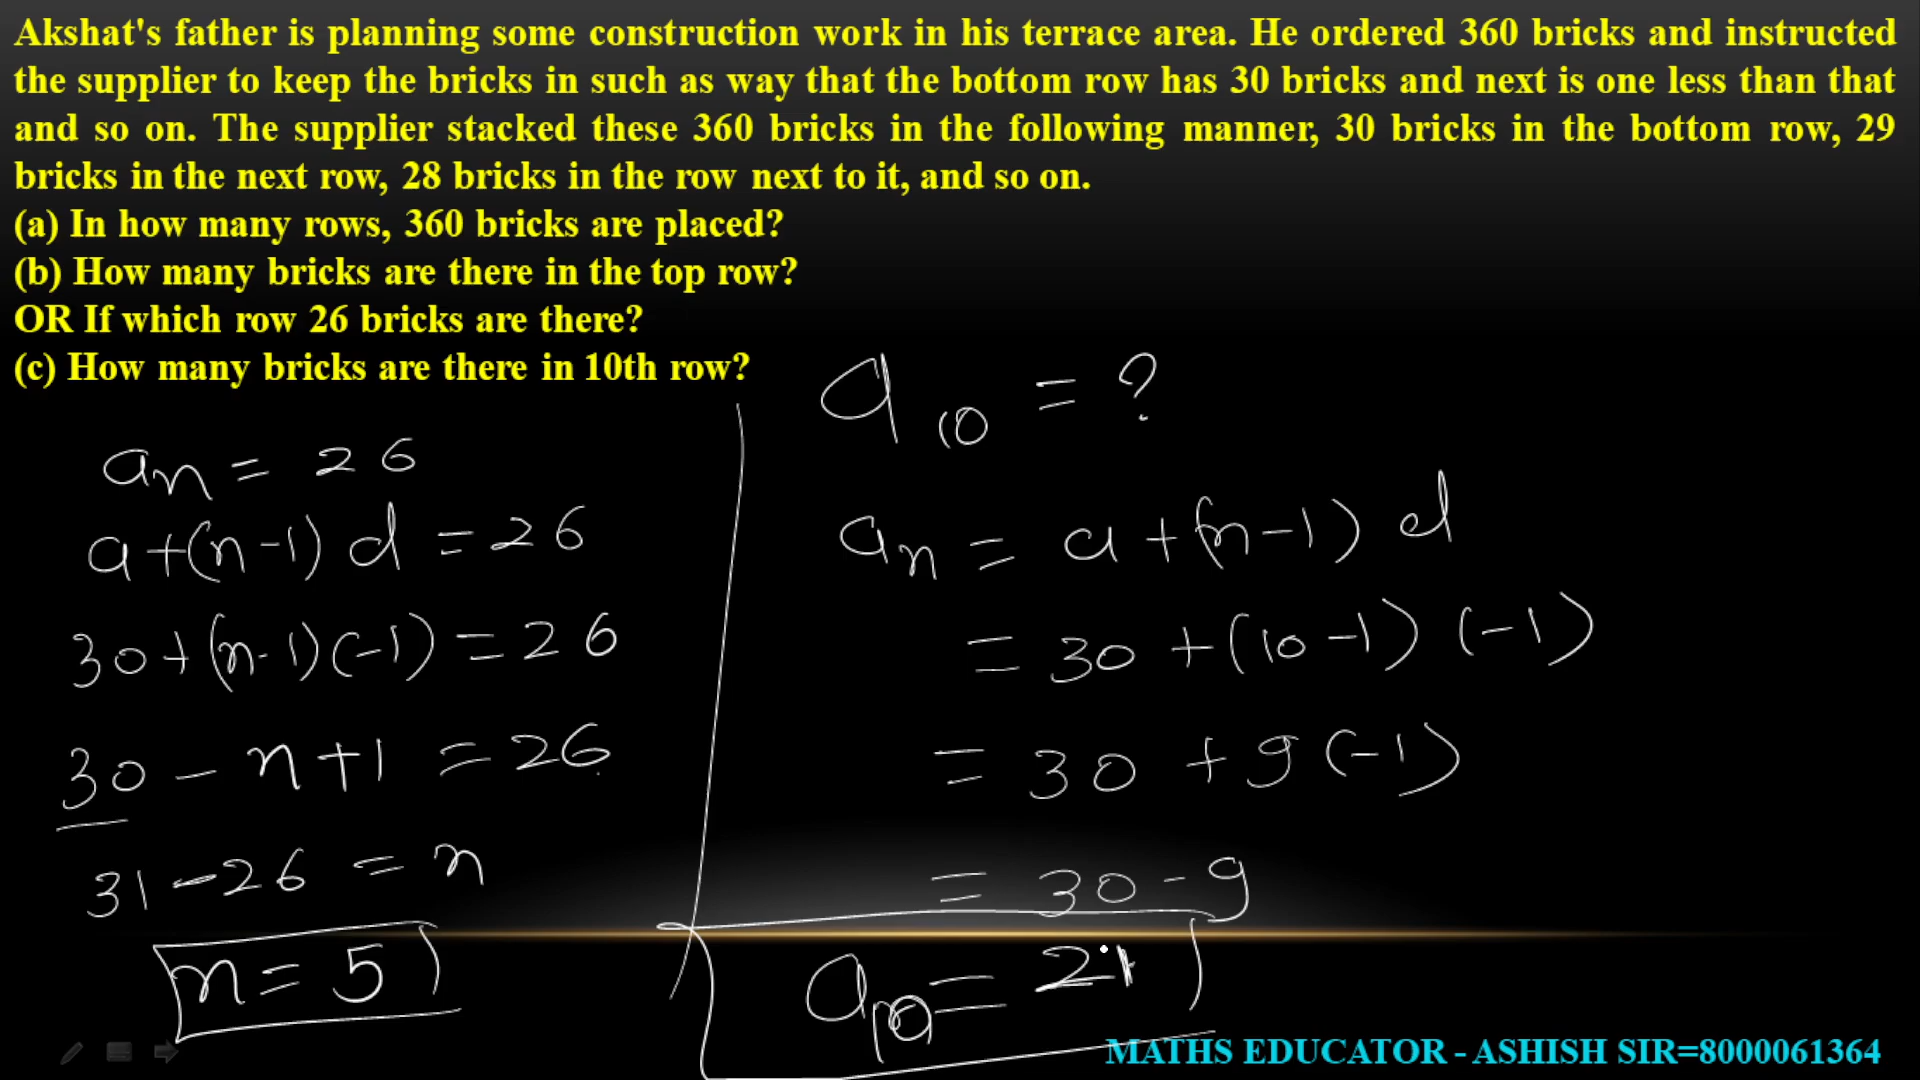 Akshat's father is planning some construction work in his terrace area. He ordered 360 bricks and instructed
the supplier to keep the bricks in such as way that the bottom row has 30 bricks and next is one less than that
and so on. The supplier stacked these 360 bricks in the following manner, 30 bricks in the bottom row, 29
bricks in the next row, 28 bricks in the row next to it, and so on.
(a) In how many rows, 360 bricks are placed?
(b) How many bricks are there in the top row?
OR If which row 26 bricks are there?
(c) How many bricks are there in 10th row?
an = 26
a+(n-1) d = 26
30+(n-1)(-1) = 26
30 - n+1 = 26
31-26 = n
n = 5
a10 = ?
an = a+(n-1) d
= 30 +(10-1) (-1)
= 30 + 9(-1)
= 30-9
a10 = 21
MATHS EDUCATOR - ASHISH SIR=8000061364